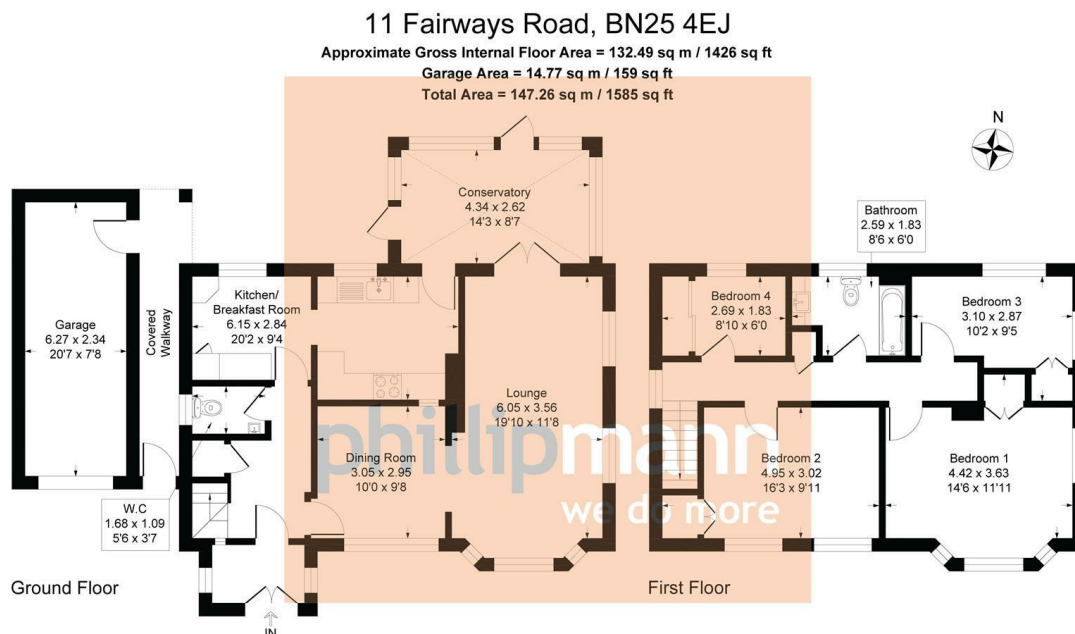 11 Fairways Road, BN25 4EJ
Approximate Gross Internal Floor Area = 132.49 sq m / 1426 sq ft
Garage Area = 14.77 sq m / 159 sq ft
Total Area = 147.26 sq m / 1585 sq ft
N
Conservatory
4.34 x 2.62
14'3 x 8'7
Bathroom
2.59 x 1.83
8'6 x 6'0
Kitchen/
Breakfast Room
6.15 x 2.84
20'2 x 9'4
Bedroom 4
2.69 x 1.83
8'10 x 6'0
Bedroom 3
3.10 x 2.87
10'2 x 9'5
Garage
6.27 x 2.34
20'7 x 7'8
Covered
Walkway
Lounge
6.05 x 3.56
19'10 x 11'8
phillipmann
we do more
Dining Room
3.05 x 2.95
10'0 x 9'8
Bedroom 2
4.95 x 3.02
16'3 x 9'11
Bedroom 1
4.42 x 3.63
14'6 x 11'11
W.C
1.68 x 1.09
5'6 x 3'7
Ground Floor
First Floor
IN